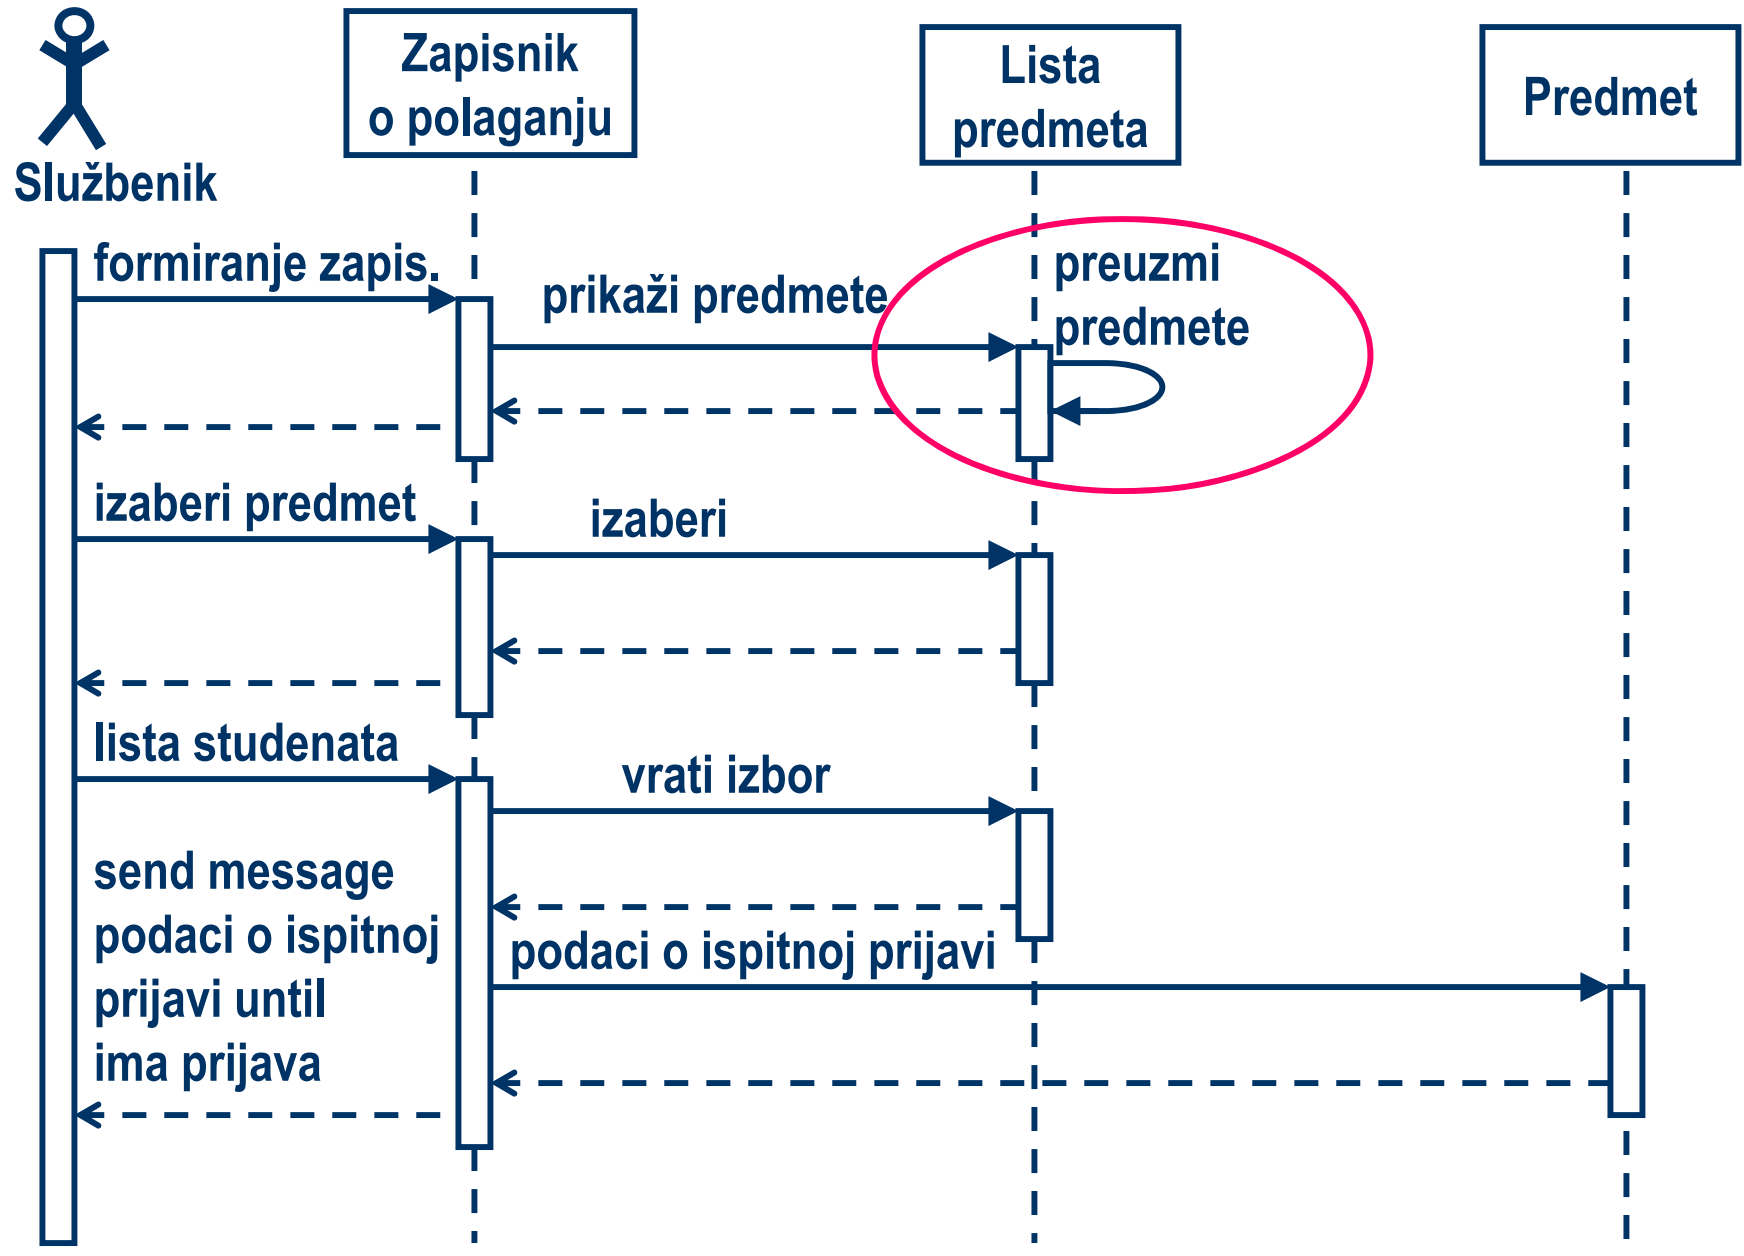 Zapisnik
o polaganju
Lista
predmeta
Predmet
Službenik
formiranje zapis.
prikaži predmete
preuzmi
predmete
izaberi predmet
izaberi
lista studenata
vrati izbor
send message
podaci o ispitnoj
prijavi until
ima prijava
podaci o ispitnoj prijavi